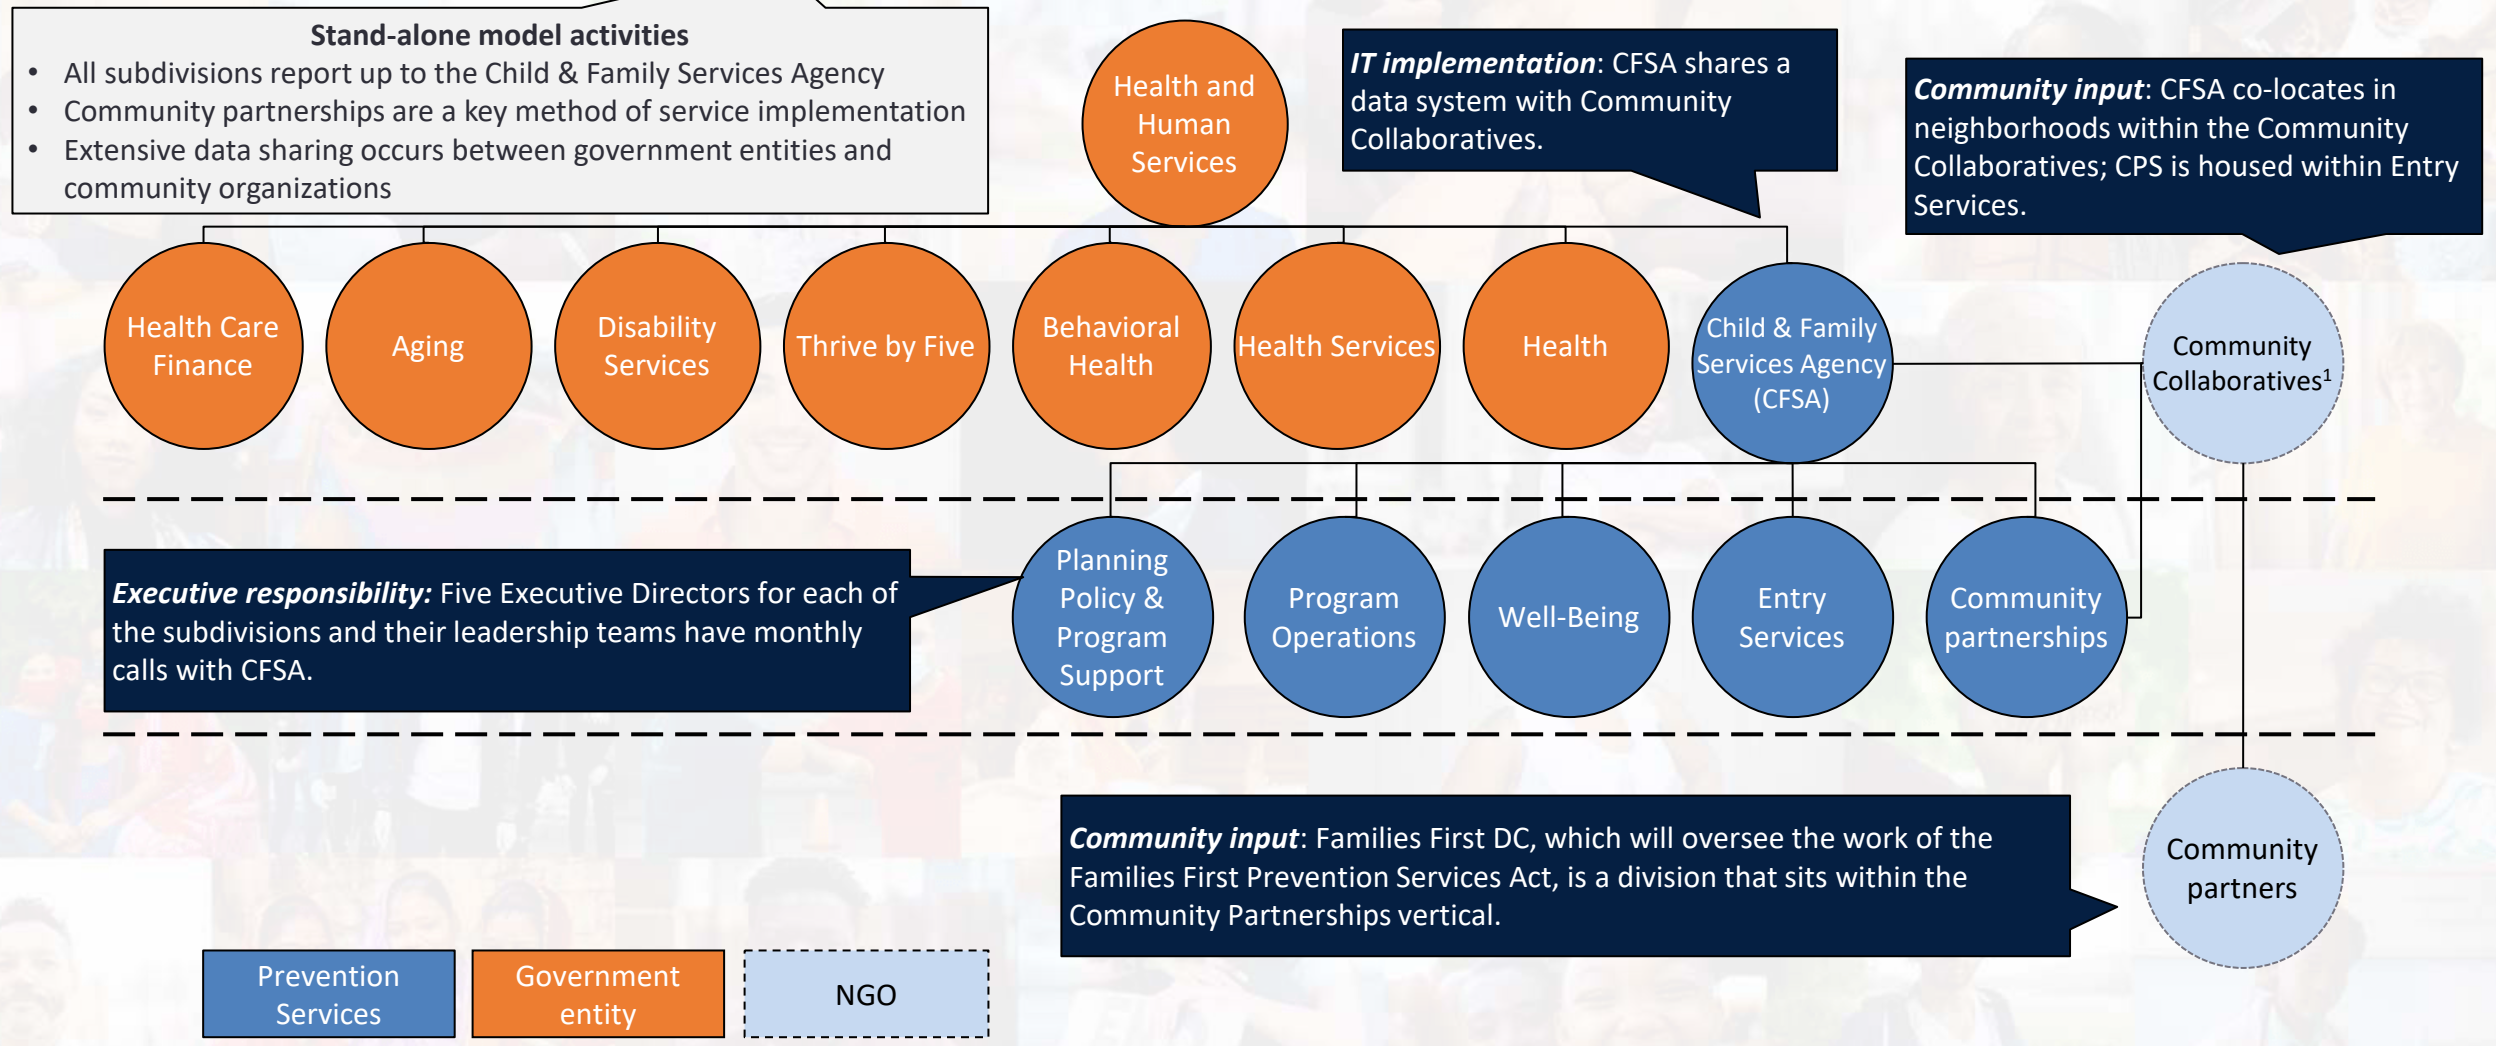 Stand-alone model activities
• All subdivisions report up to the Child & Family Services Agency
• Community partnerships are a key method of service implementation
• Extensive data sharing occurs between government entities and
community organizations
Health and
Human
Services
IT implementation: CFSA shares a
data system with Community
Collaboratives.
Community input: CFSA co-locates in
neighborhoods within the Community
Collaboratives; CPS is housed within Entry
Services.
Health Care
Finance
Aging
Disability
Services
Thrive by Five
Behavioral
Health
Health Services
Health
Child & Family
Services Agency
(CFSA)
Community
Collaboratives¹
Executive responsibility: Five Executive Directors for each of
the subdivisions and their leadership teams have monthly
calls with CFSA.
Planning
Policy &
Program
Support
Program
Operations
Well-Being
Entry
Services
Community
partnerships
Community input: Families First DC, which will oversee the work of the
Families First Prevention Services Act, is a division that sits within the
Community Partnerships vertical.
Community
partners
Prevention
Services
Government
entity
NGO